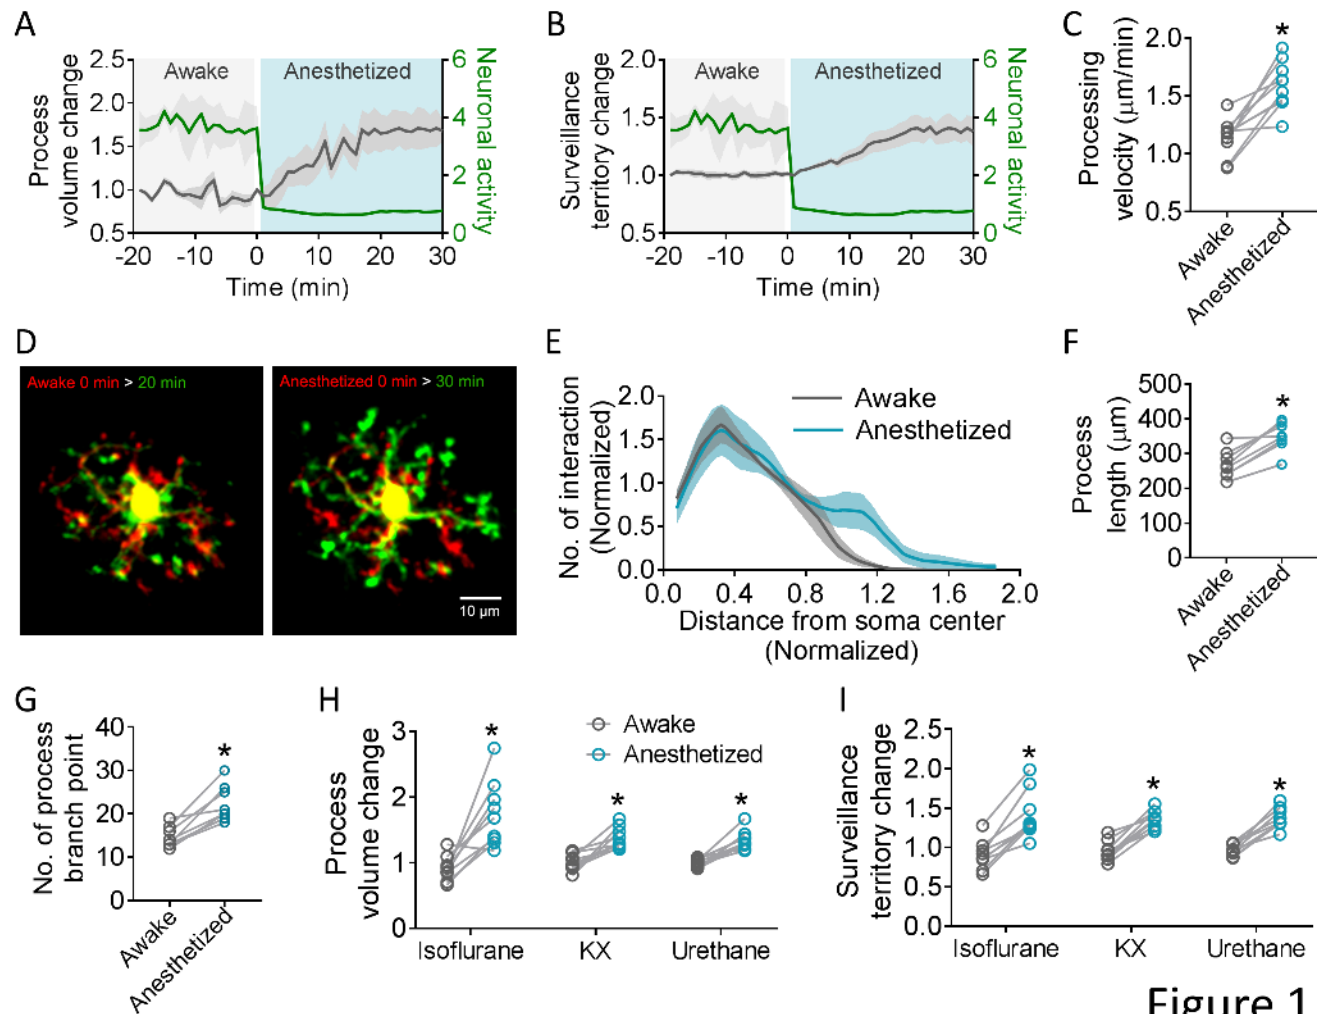 A
B
C
Process
volume change
2.5
2.0
1.5
1.0
0.5
Awake
Anesthetized
6
4
2
0
Neuronal activity
-20
-10
0
10
20
30
Time (min)
Surveillance
territory change
2.5
2.0
1.5
1.0
0.5
Awake
Anesthetized
6
4
2
0
Neuronal activity
-20
-10
0
10
20
30
Time (min)
Processing
velocity (μm/min)
2.0
1.5
1.0
0.5
*
Awake
Anesthetized
D
E
F
Awake 0 min > 20 min
Anesthetized 0 min > 30 min
10 μm
No. of interaction
(Normalized)
2.0
1.5
1.0
0.5
0.0
Awake
Anesthetized
0.0
0.4
0.8
1.2
1.6
2.0
Distance from soma center
(Normalized)
Process
length (μm)
500
400
300
200
100
0
*
Awake
Anesthetized
G
H
I
No. of process
branch point
40
30
20
10
0
*
Awake
Anesthetized
Process
volume change
3
2
1
0
*
*
*
Awake
Anesthetized
Isoflurane
KX
Urethane
Surveillance
territory change
2.5
2.0
1.5
1.0
0.5
0.0
*
*
*
Isoflurane
KX
Urethane
Figure 1